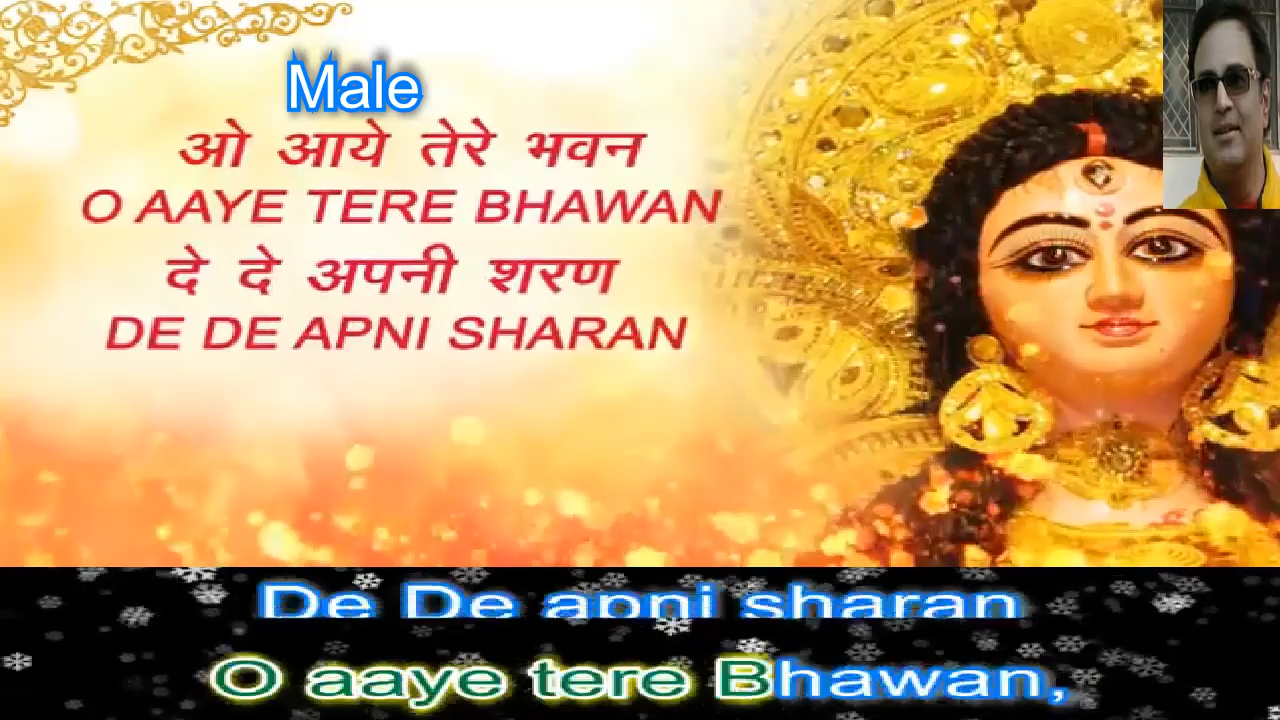 Male
ओ आये तेरे भवन
O AAYE TERE BHAWAN
दे दे अपनी शरण
DE DE APNI SHARAN
De De apni sharan
O aaye tere Bhawan,